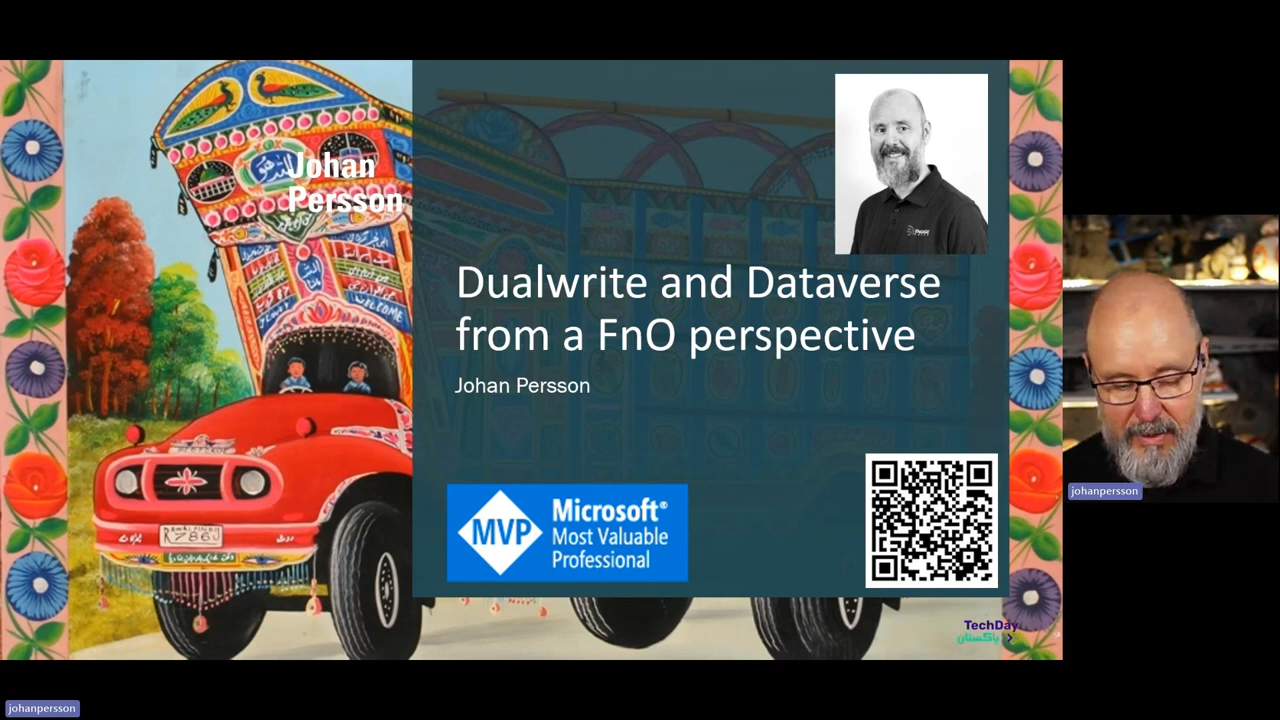 Johan
Persson
Dualwrite and Dataverse
from a FnO perspective
Johan Persson
MVP
Microsoft®
Most Valuable
Professional
WELCOME
TechDay
پاکستان
johanpersson
johanpersson